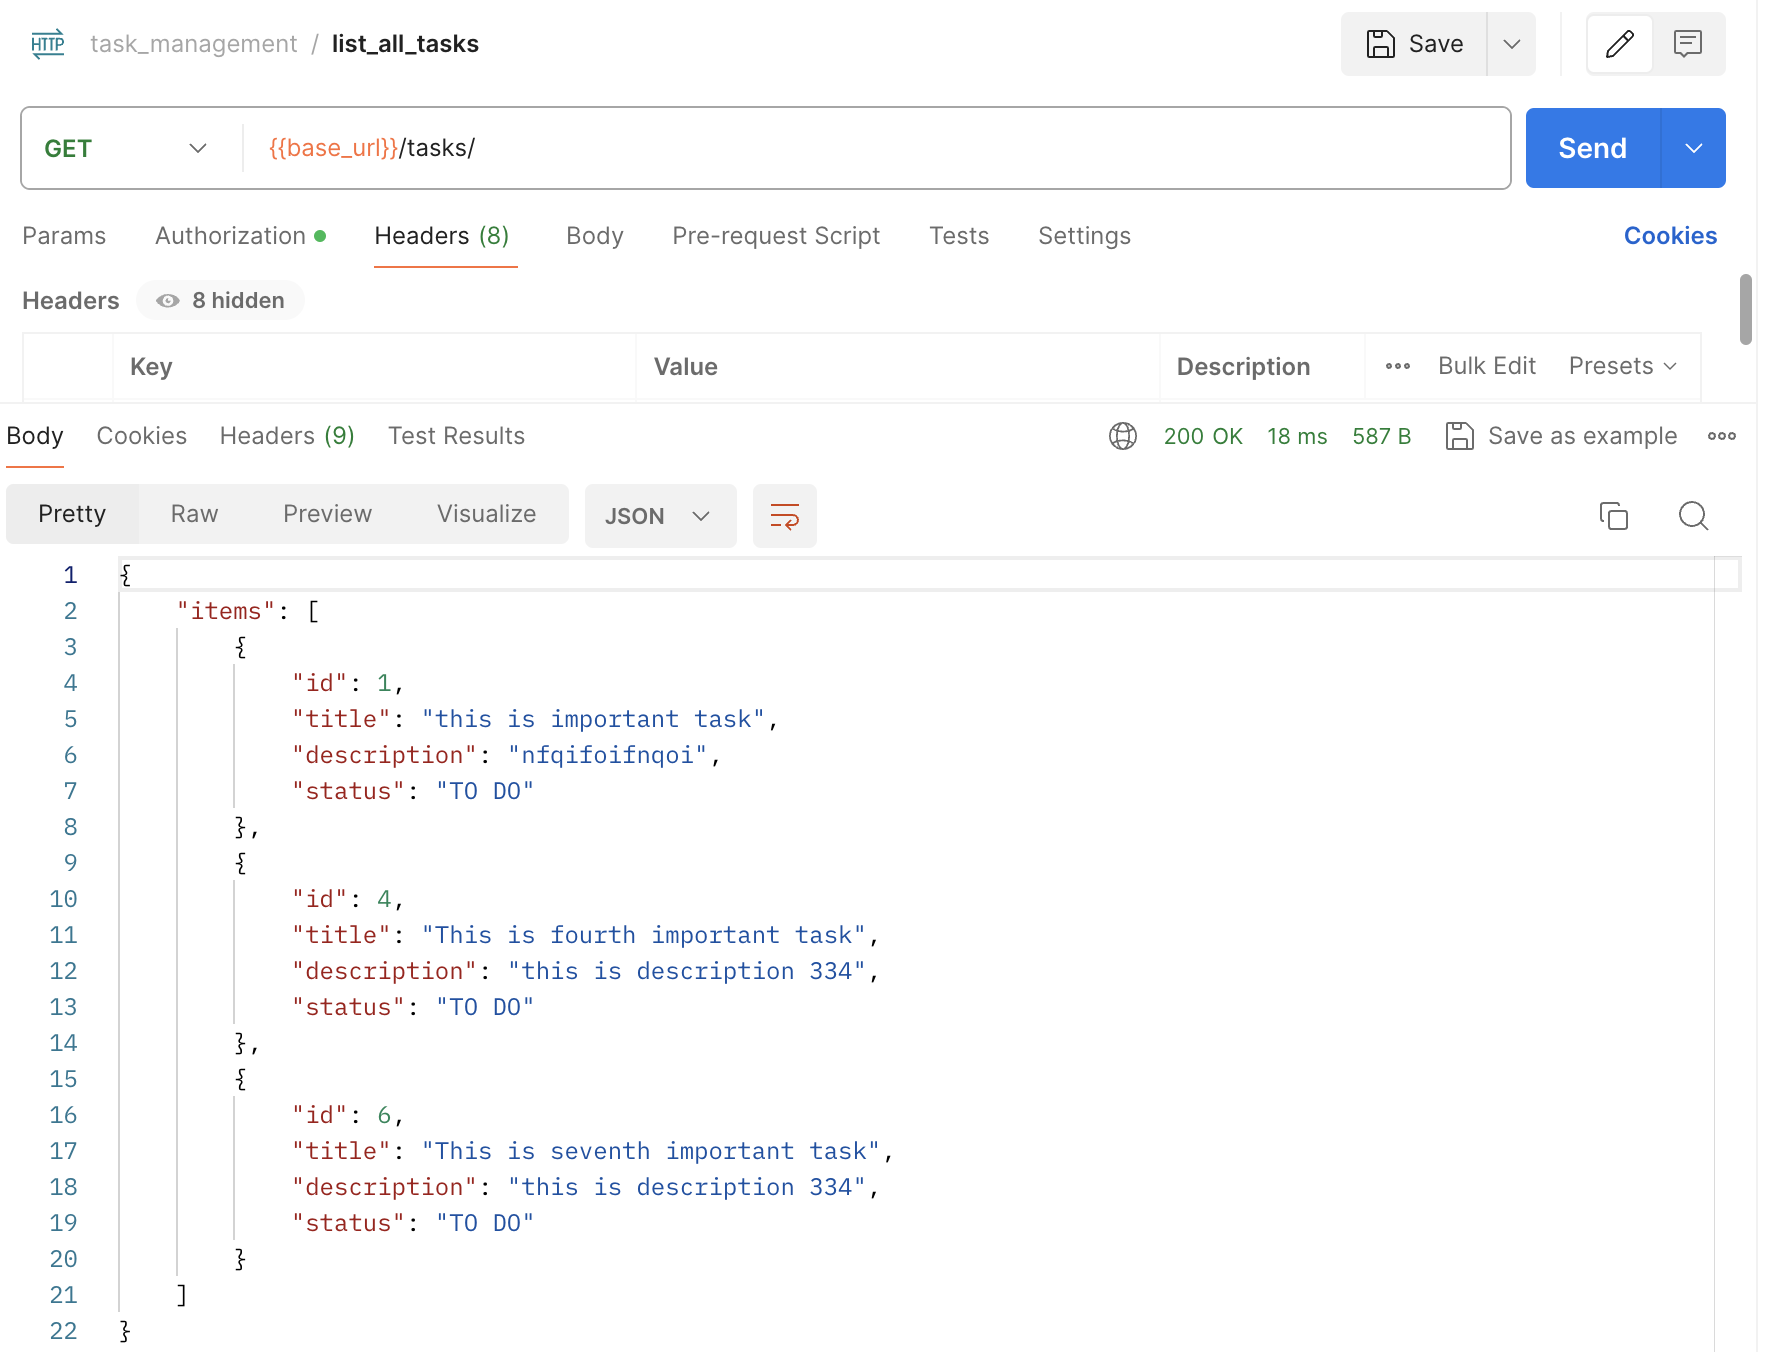 HTTP task_management / list_all_tasks Save
GET {{base_url}}/tasks/ Send
Params Authorization Headers (8) Body Pre-request Script Tests Settings Cookies
Headers 8 hidden
Key Value Description Bulk Edit Presets
Body Cookies Headers (9) Test Results 200 OK 18 ms 587 B Save as example
Pretty Raw Preview Visualize JSON
1 {
2 "items": [
3 {
4 "id": 1,
5 "title": "this is important task",
6 "description": "nfqifoifnqoi",
7 "status": "TO DO"
8 },
9 {
10 "id": 4,
11 "title": "This is fourth important task",
12 "description": "this is description 334",
13 "status": "TO DO"
14 },
15 {
16 "id": 6,
17 "title": "This is seventh important task",
18 "description": "this is description 334",
19 "status": "TO DO"
20 }
21 ]
22 }